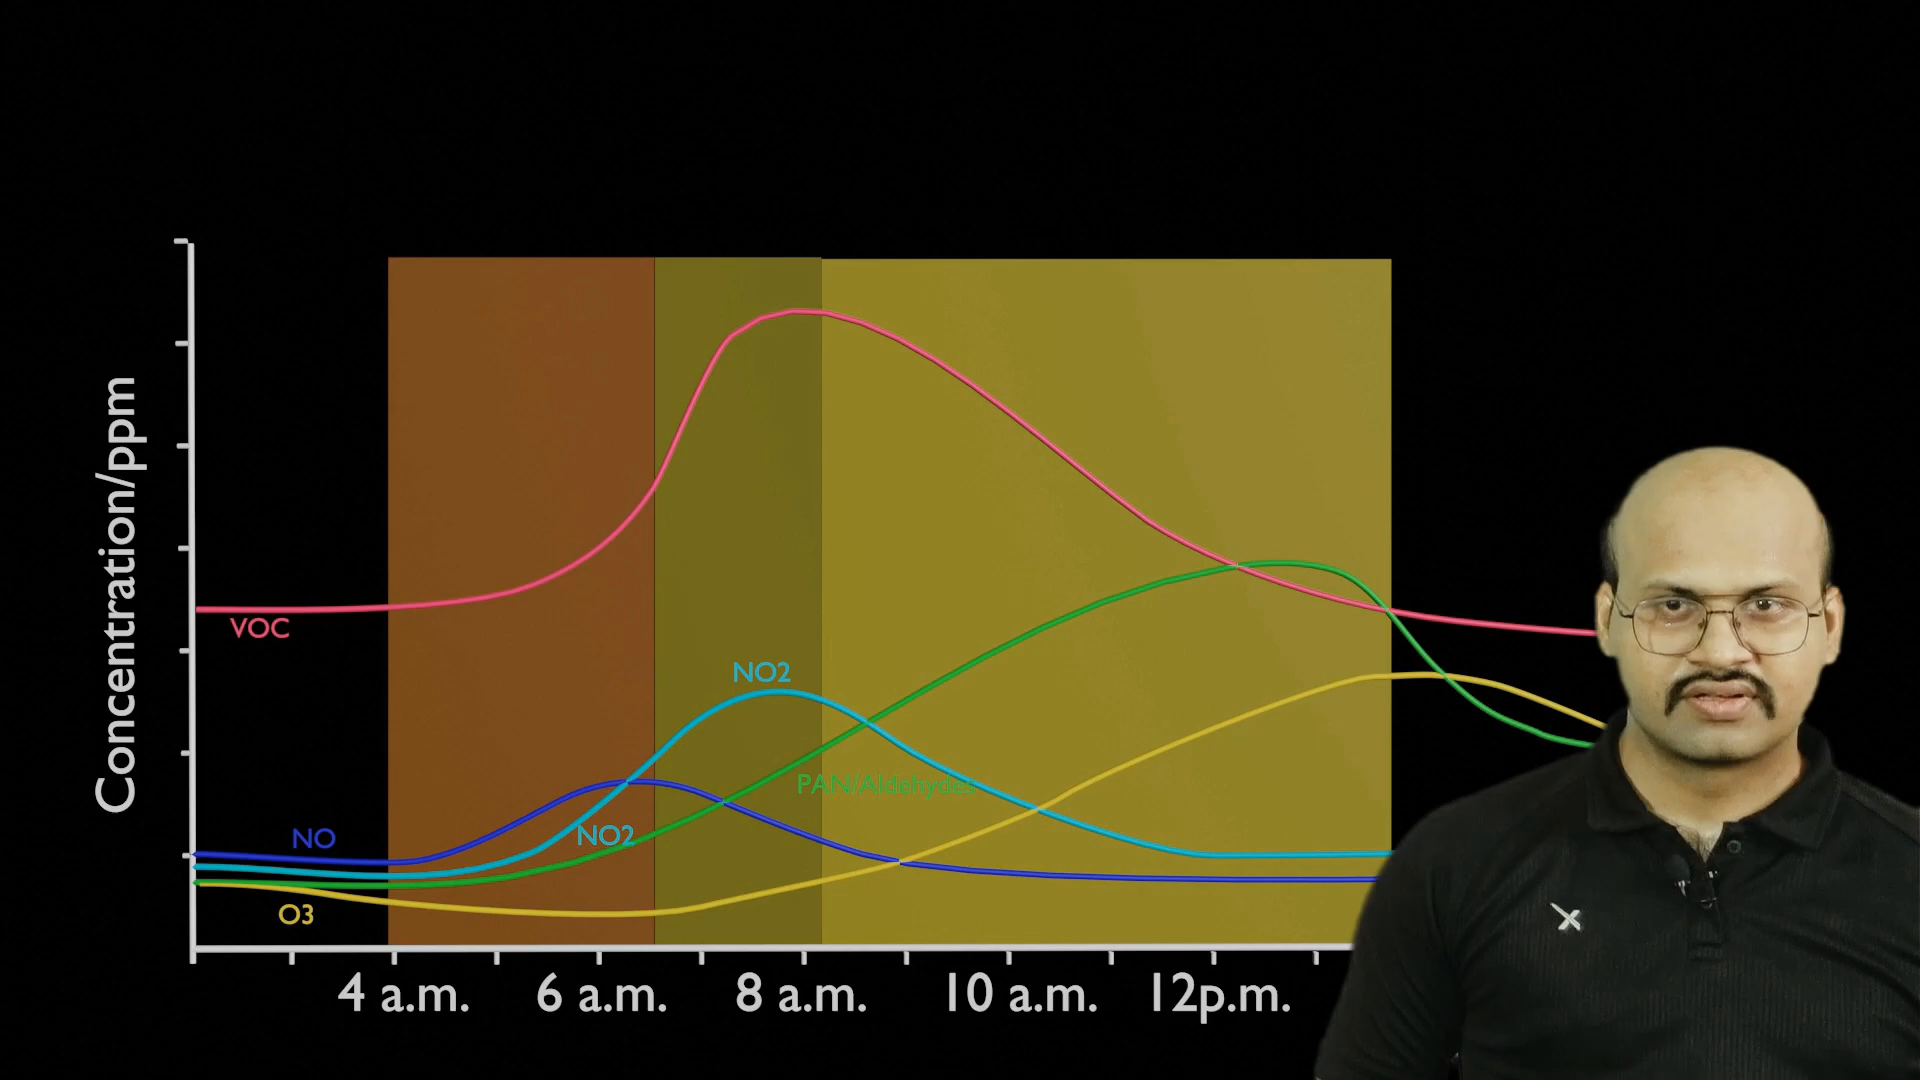 Concentration/ppm
VOC
NO2
PAN/Aldehydes
NO
NO2
O3
4 a.m.
6 a.m.
8 a.m.
10 a.m.
12p.m.